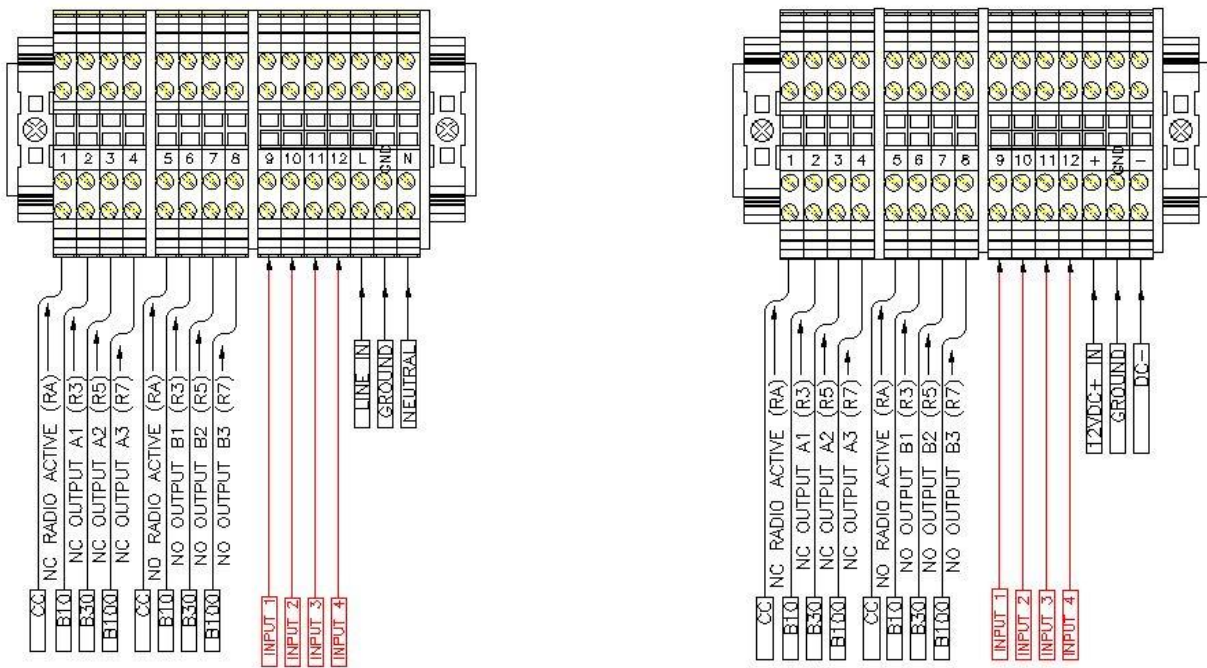 1 2 3 4 5 6 7 8 9 10 11 12 L GND N
NC RADIO ACTIVE (RA)
NC OUTPUT A1 (R3)
NC OUTPUT A2 (R5)
NC OUTPUT A3 (R7)
NO RADIO ACTIVE (RA)
NO OUTPUT B1 (R3)
NO OUTPUT B2 (R5)
NO OUTPUT B3 (R7)
LINE IN
GROUND
NEUTRAL
CC
B10
B30
B100
CC
B10
B30
B100
INPUT 1
INPUT 2
INPUT 3
INPUT 4
1 2 3 4 5 6 7 8 9 10 11 12 + GND -
NC RADIO ACTIVE (RA)
NC OUTPUT A1 (R3)
NC OUTPUT A2 (R5)
NC OUTPUT A3 (R7)
NO RADIO ACTIVE (RA)
NO OUTPUT B1 (R3)
NO OUTPUT B2 (R5)
NO OUTPUT B3 (R7)
12VDC+ IN
GROUND
DC-
CC
B10
B30
B100
CC
B10
B30
B100
INPUT 1
INPUT 2
INPUT 3
INPUT 4